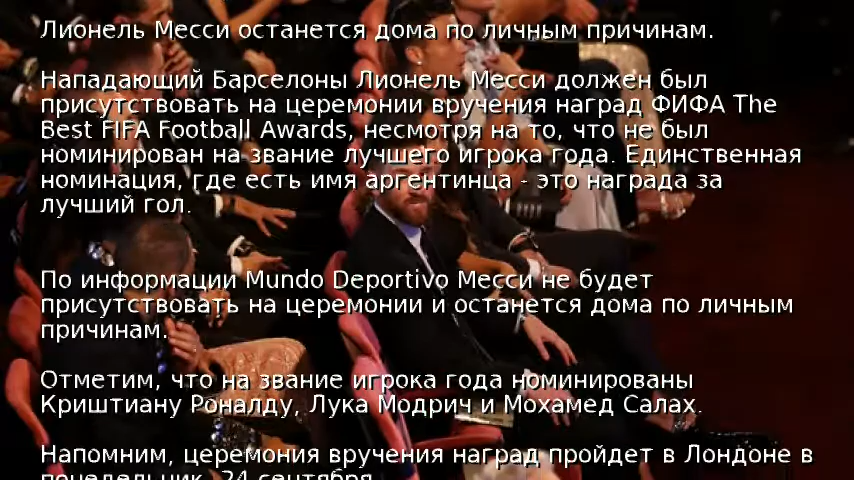 Лионель Месси останется дома по личным причинам.
Нападающий Барселоны Лионель Месси должен был
присутствовать на церемонии вручения наград ФИФА The
Best FIFA Football Awards, несмотря на то, что не был
номинирован на звание лучшего игрока года. Единственная
номинация, где есть имя аргентинца - это награда за
лучший гол.
По информации Mundo Deportivo Месси не будет
присутствовать на церемонии и останется дома по личным
причинам.
Отметим, что на звание игрока года номинированы
Криштиану Роналду, Лука Модрич и Мохамед Салах.
Напомним, церемония вручения наград пройдет в Лондоне в
понедельник, 24 сентября.